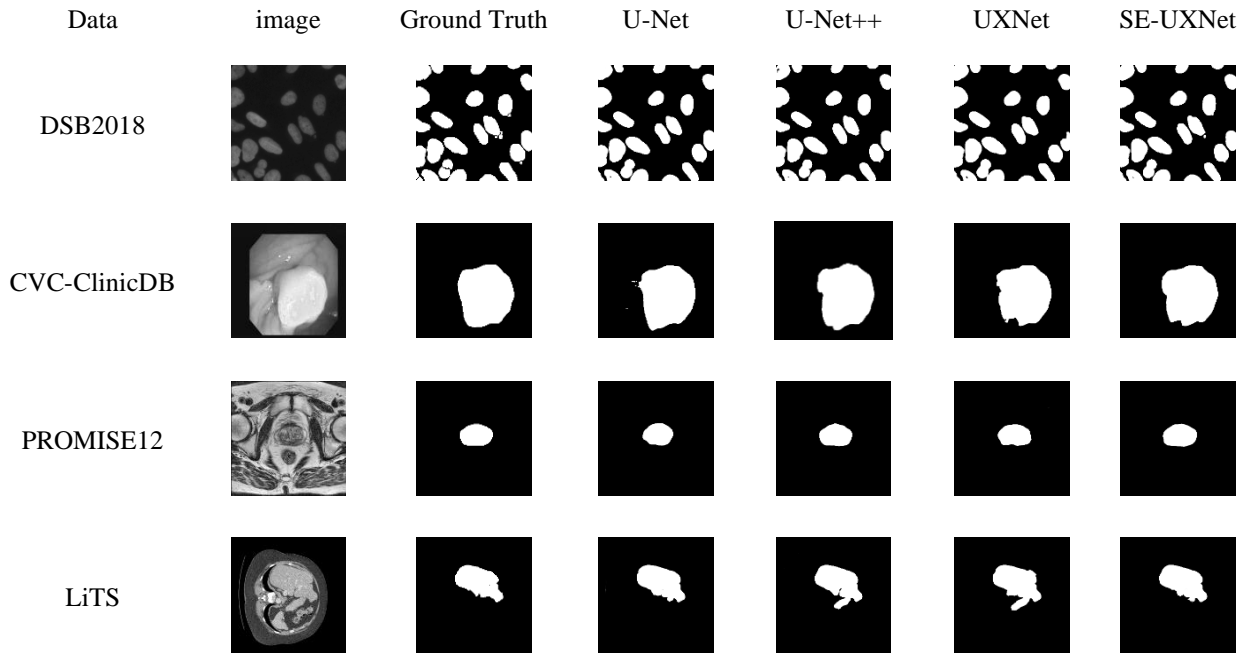 Data image Ground Truth U-Net U-Net++ UXNet SE-UXNet
DSB2018
CVC-ClinicDB
PROMISE12
LiTS